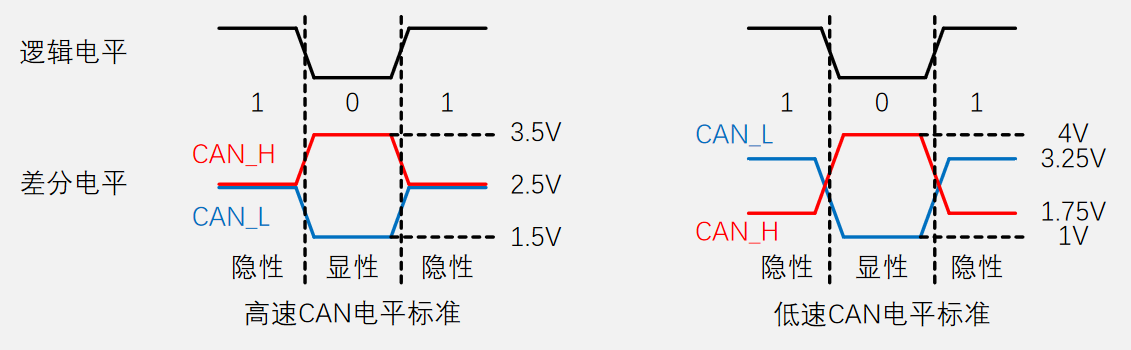 逻辑电平
1 0 1
1 0 1
CAN_H
3.5V
差分电平
2.5V
CAN_L
1.5V
隐性 显性 隐性
高速CAN电平标准
CAN_L
4V
3.25V
1.75V
CAN_H
1V
隐性 显性 隐性
低速CAN电平标准